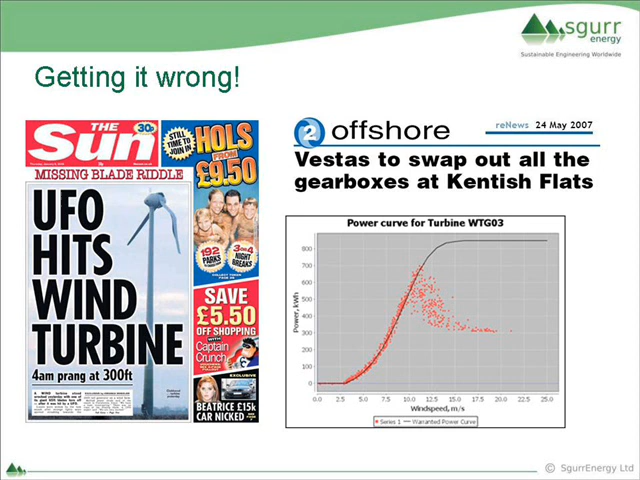 sgurr
energy
Sustainable Engineering Worldwide
Getting it wrong!
THE
Sun
30p
MISSING BLADE RIDDLE
UFO
HITS
WIND
TURBINE
4am prang at 300ft
STILL
TIME TO
JOIN IN
HOLS
FROM
£9.50
192
PARKS
3 OR 4
NIGHT
BREAKS
SAVE
£5.50
OFF SHOPPING
WITH
Captain
Crunch
EXCLUSIVE
BEATRICE £15k
CAR NICKED
2 offshore
reNews 24 May 2007
Vestas to swap out all the
gearboxes at Kentish Flats
Power curve for Turbine WTG03
Power, kWh
800
700
600
500
400
300
200
100
0
0.0 2.5 5.0 7.5 10.0 12.5 15.0 17.5 20.0 22.5 25.0
Windspeed, m/s
Series 1 Warranted Power Curve
© SgurrEnergy Ltd